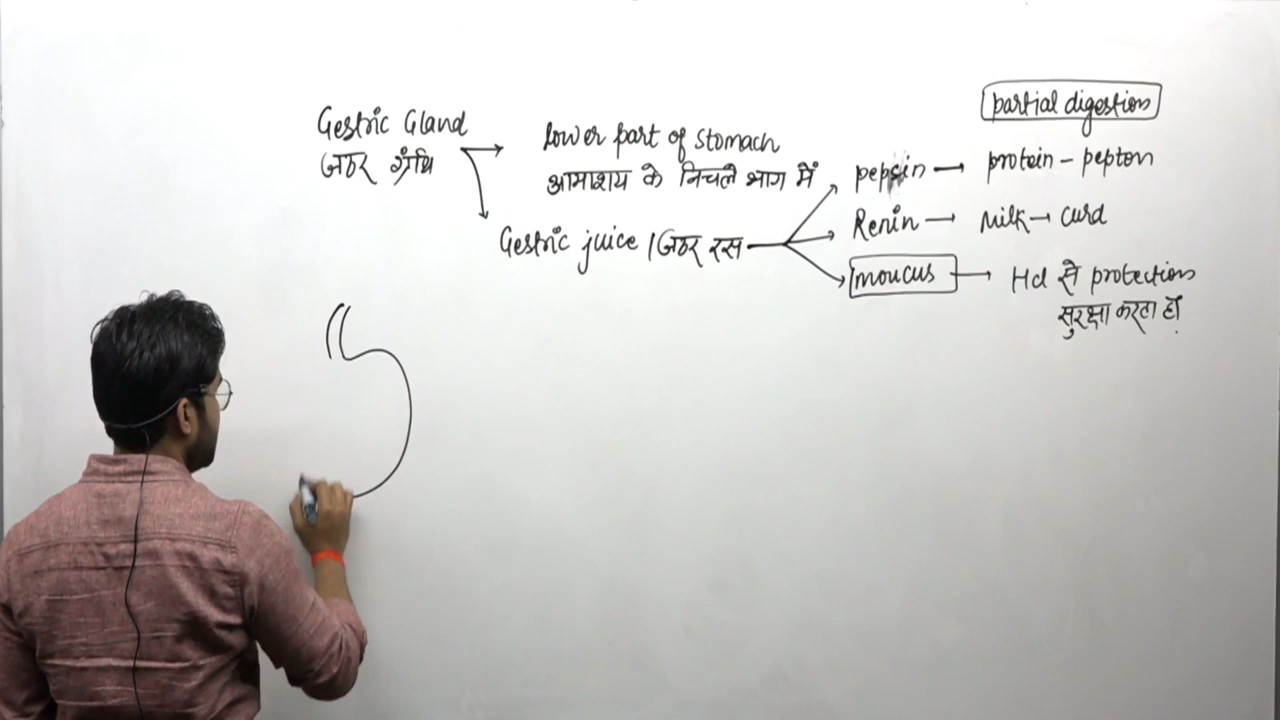 partial digestion
Gestric Gland
जठर ग्रंथि
lower part of stomach
आमाशय के निचले भाग में
Gestric juice / जठर रस
pepsin → protein - pepton
Renin → Milk → curd
moucus → Hcl से protection
सुरक्षा करता हैं